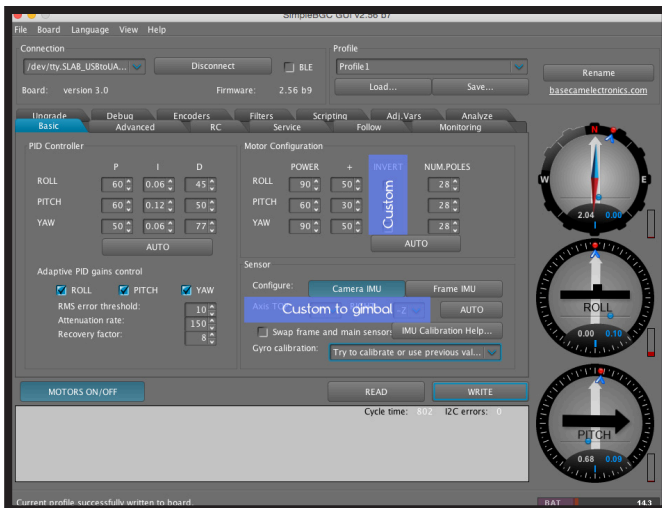 SimpleBGC GUI v2.56 b7
File Board Language View Help
Connection
/dev/tty.SLAB_USBtoUA...
Disconnect
BLE
Board: version 3.0
Firmware: 2.56 b9
Profile
Profile1
Load...
Save...
Rename
basecamelectronics.com
Upgrade Debug Encoders Filters Scripting Adj.Vars Analyze
Basic Advanced RC Service Follow Monitoring
PID Controller
P I D
ROLL 60 0.06 45
PITCH 60 0.12 50
YAW 50 0.06 77
AUTO
Adaptive PID gains control
ROLL PITCH YAW
RMS error threshold: 10
Attenuation rate: 150
Recovery factor: 8
Motor Configuration
POWER + INVERT NUM.POLES
ROLL 90 50 28
PITCH 60 30 28
YAW 90 50 28
Custom
AUTO
Sensor
Configure: Camera IMU Frame IMU
Custom to gimbal
AUTO
Swap frame and main sensors
IMU Calibration Help...
Gyro calibration: Try to calibrate or use previous val...
MOTORS ON/OFF
READ
WRITE
Cycle time: 802 I2C errors: 0
N
W E
2.04 0.00
ROLL
0.00 0.10
PITCH
0.68 0.09
Current profile successfully written to board.
BAT 14.3